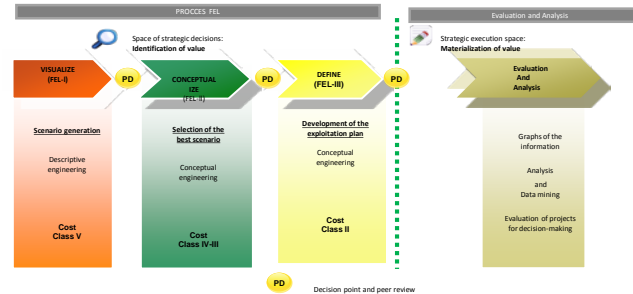 PROCCES FEL
Evaluation and Analysis
Space of strategic decisions:
Identification of value
Strategic execution space:
Materialization of value
VISUALIZE
(FEL-I)
PD
CONCEPTUAL
IZE
(FEL-II)
PD
DEFINE
(FEL-III)
PD
Evaluation
And
Analysis
Scenario generation
Descriptive
engineering
Cost
Class V
Selection of the
best scenario
Conceptual
engineering
Cost
Class IV-III
Development of the
exploitation plan
Conceptual
engineering
Cost
Class II
Graphs of the
information
Analysis
and
Data mining
Evaluation of projects
for decision-making
PD
Decision point and peer review